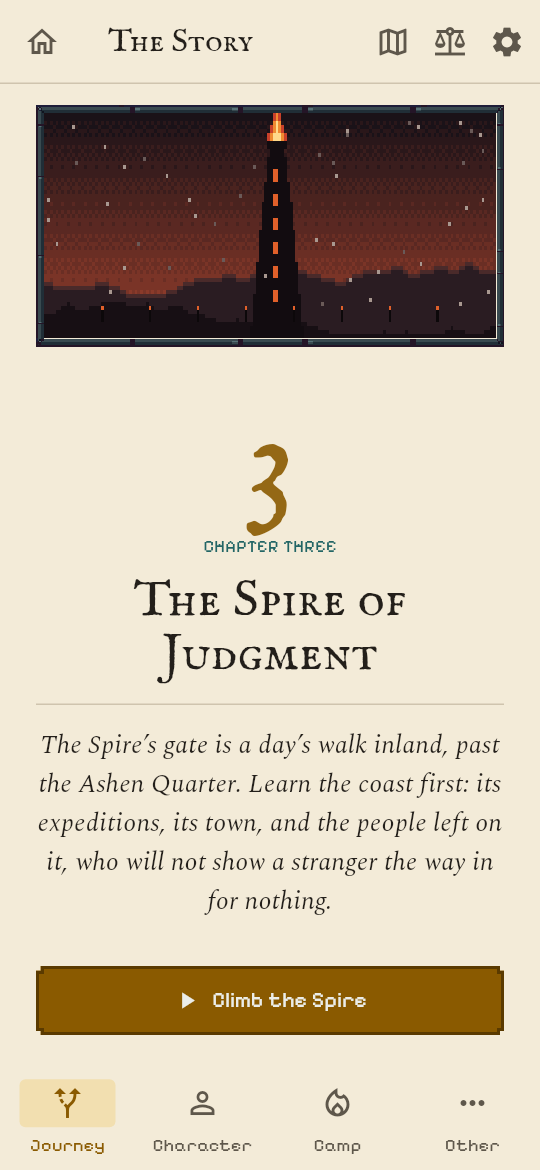 The Story
3
CHAPTER THREE
The Spire of
Judgment
The Spire’s gate is a day’s walk inland, past
the Ashen Quarter. Learn the coast first: its
expeditions, its town, and the people left on
it, who will not show a stranger the way in
for nothing.
Climb the Spire
Journey
Character
Camp
Other